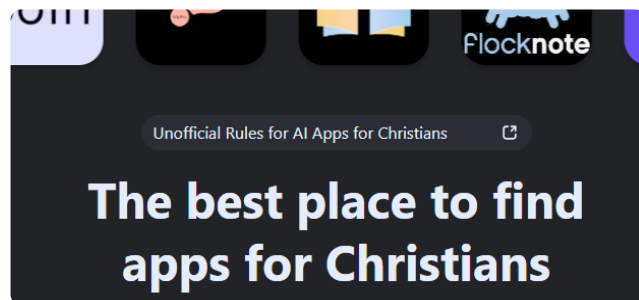 Flocknote
Unofficial Rules for AI Apps for Christians
The best place to find
apps for Christians